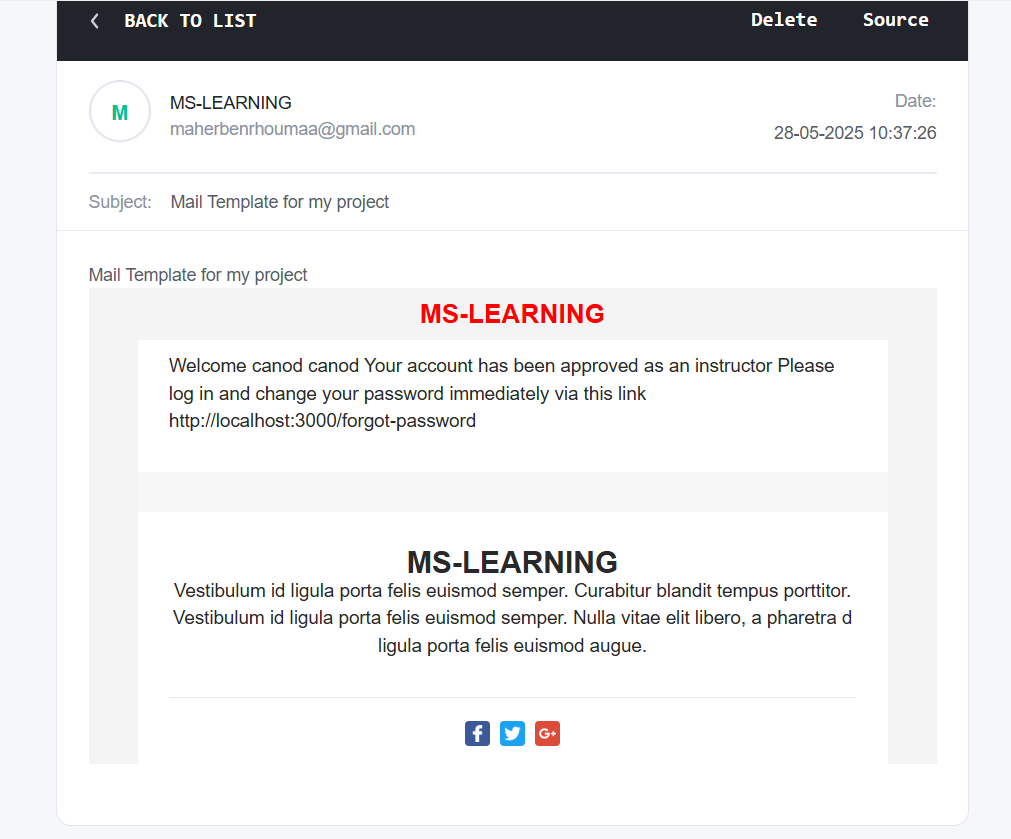 BACK TO LIST
Delete
Source
M
MS-LEARNING
maherbenrhoumaa@gmail.com
Date:
28-05-2025 10:37:26
Subject: Mail Template for my project
Mail Template for my project
MS-LEARNING
Welcome canod canod Your account has been approved as an instructor Please
log in and change your password immediately via this link
http://localhost:3000/forgot-password
MS-LEARNING
Vestibulum id ligula porta felis euismod semper. Curabitur blandit tempus porttitor.
Vestibulum id ligula porta felis euismod semper. Nulla vitae elit libero, a pharetra d
ligula porta felis euismod augue.
f
G+